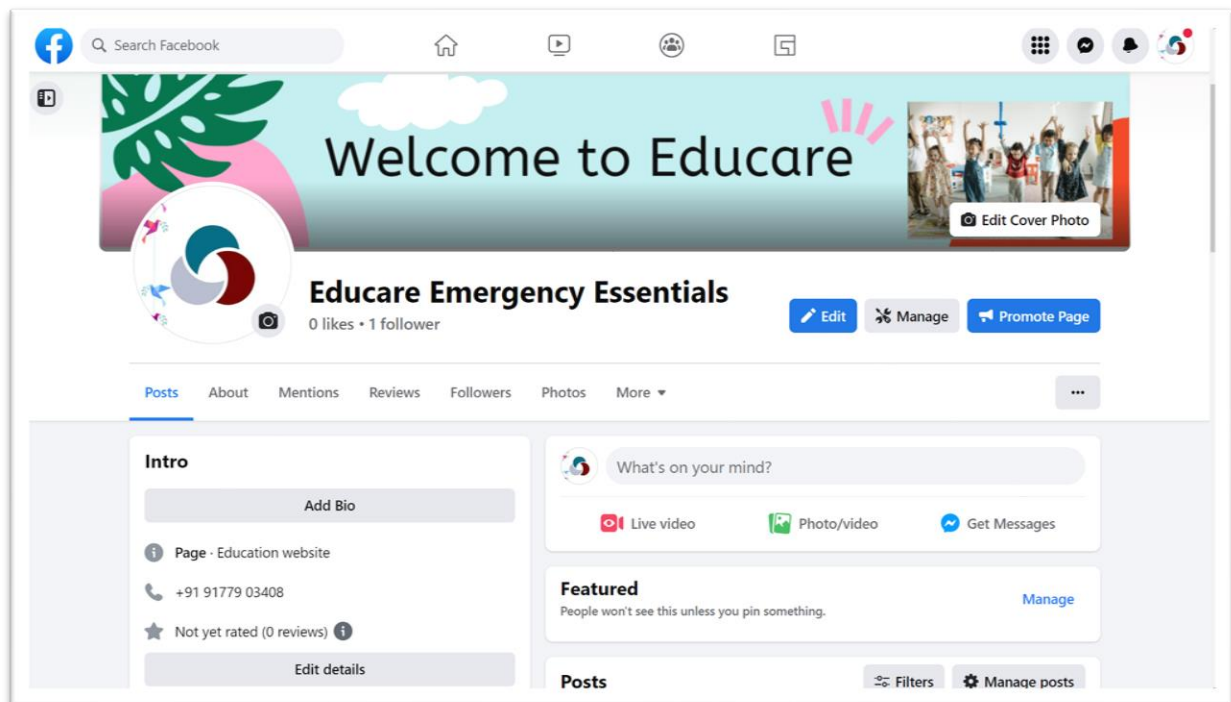 Search Facebook
Welcome to Educare
Edit Cover Photo
Educare Emergency Essentials
0 likes • 1 follower
Edit
Manage
Promote Page
Posts
About
Mentions
Reviews
Followers
Photos
More
Intro
Add Bio
Page · Education website
+91 91779 03408
Not yet rated (0 reviews)
Edit details
What's on your mind?
Live video
Photo/video
Get Messages
Featured
People won't see this unless you pin something.
Manage
Posts
Filters
Manage posts